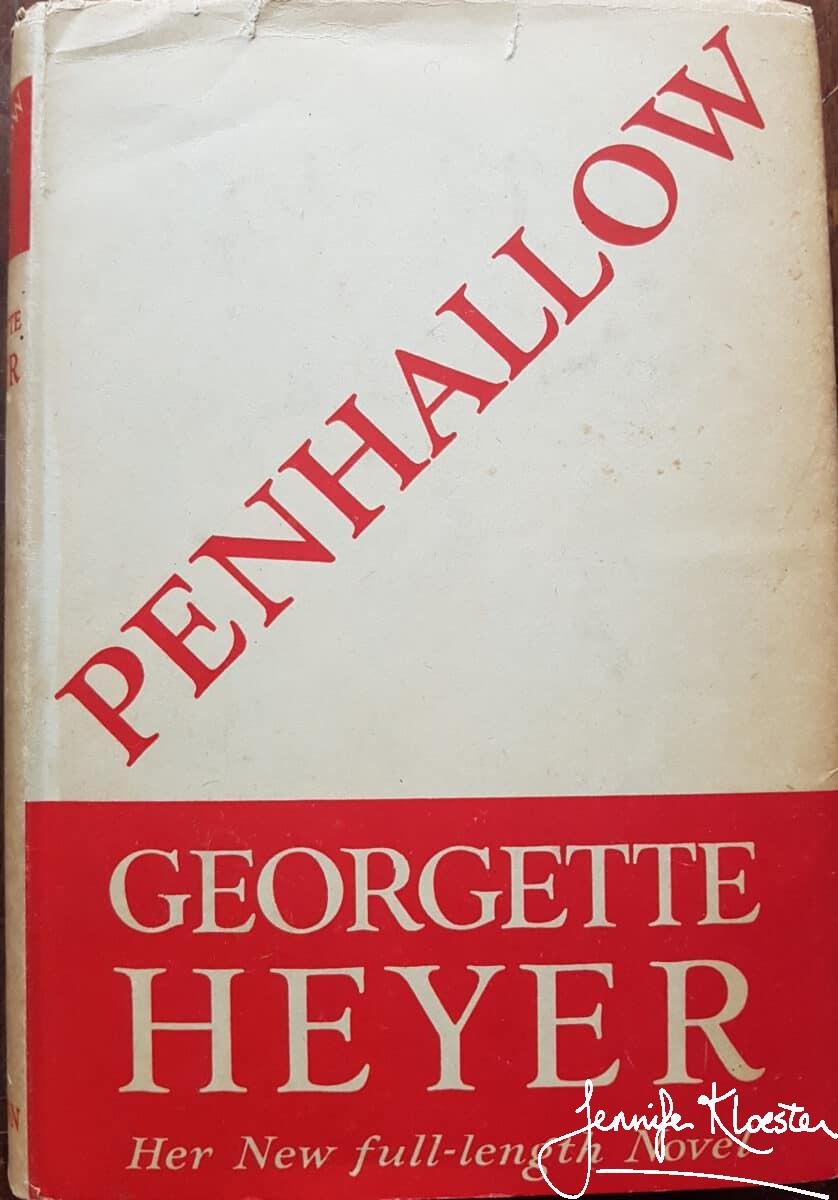 PENHALLOW
GEORGETTE
HEYER
Her New full-length Novel
Jennifer Kloester